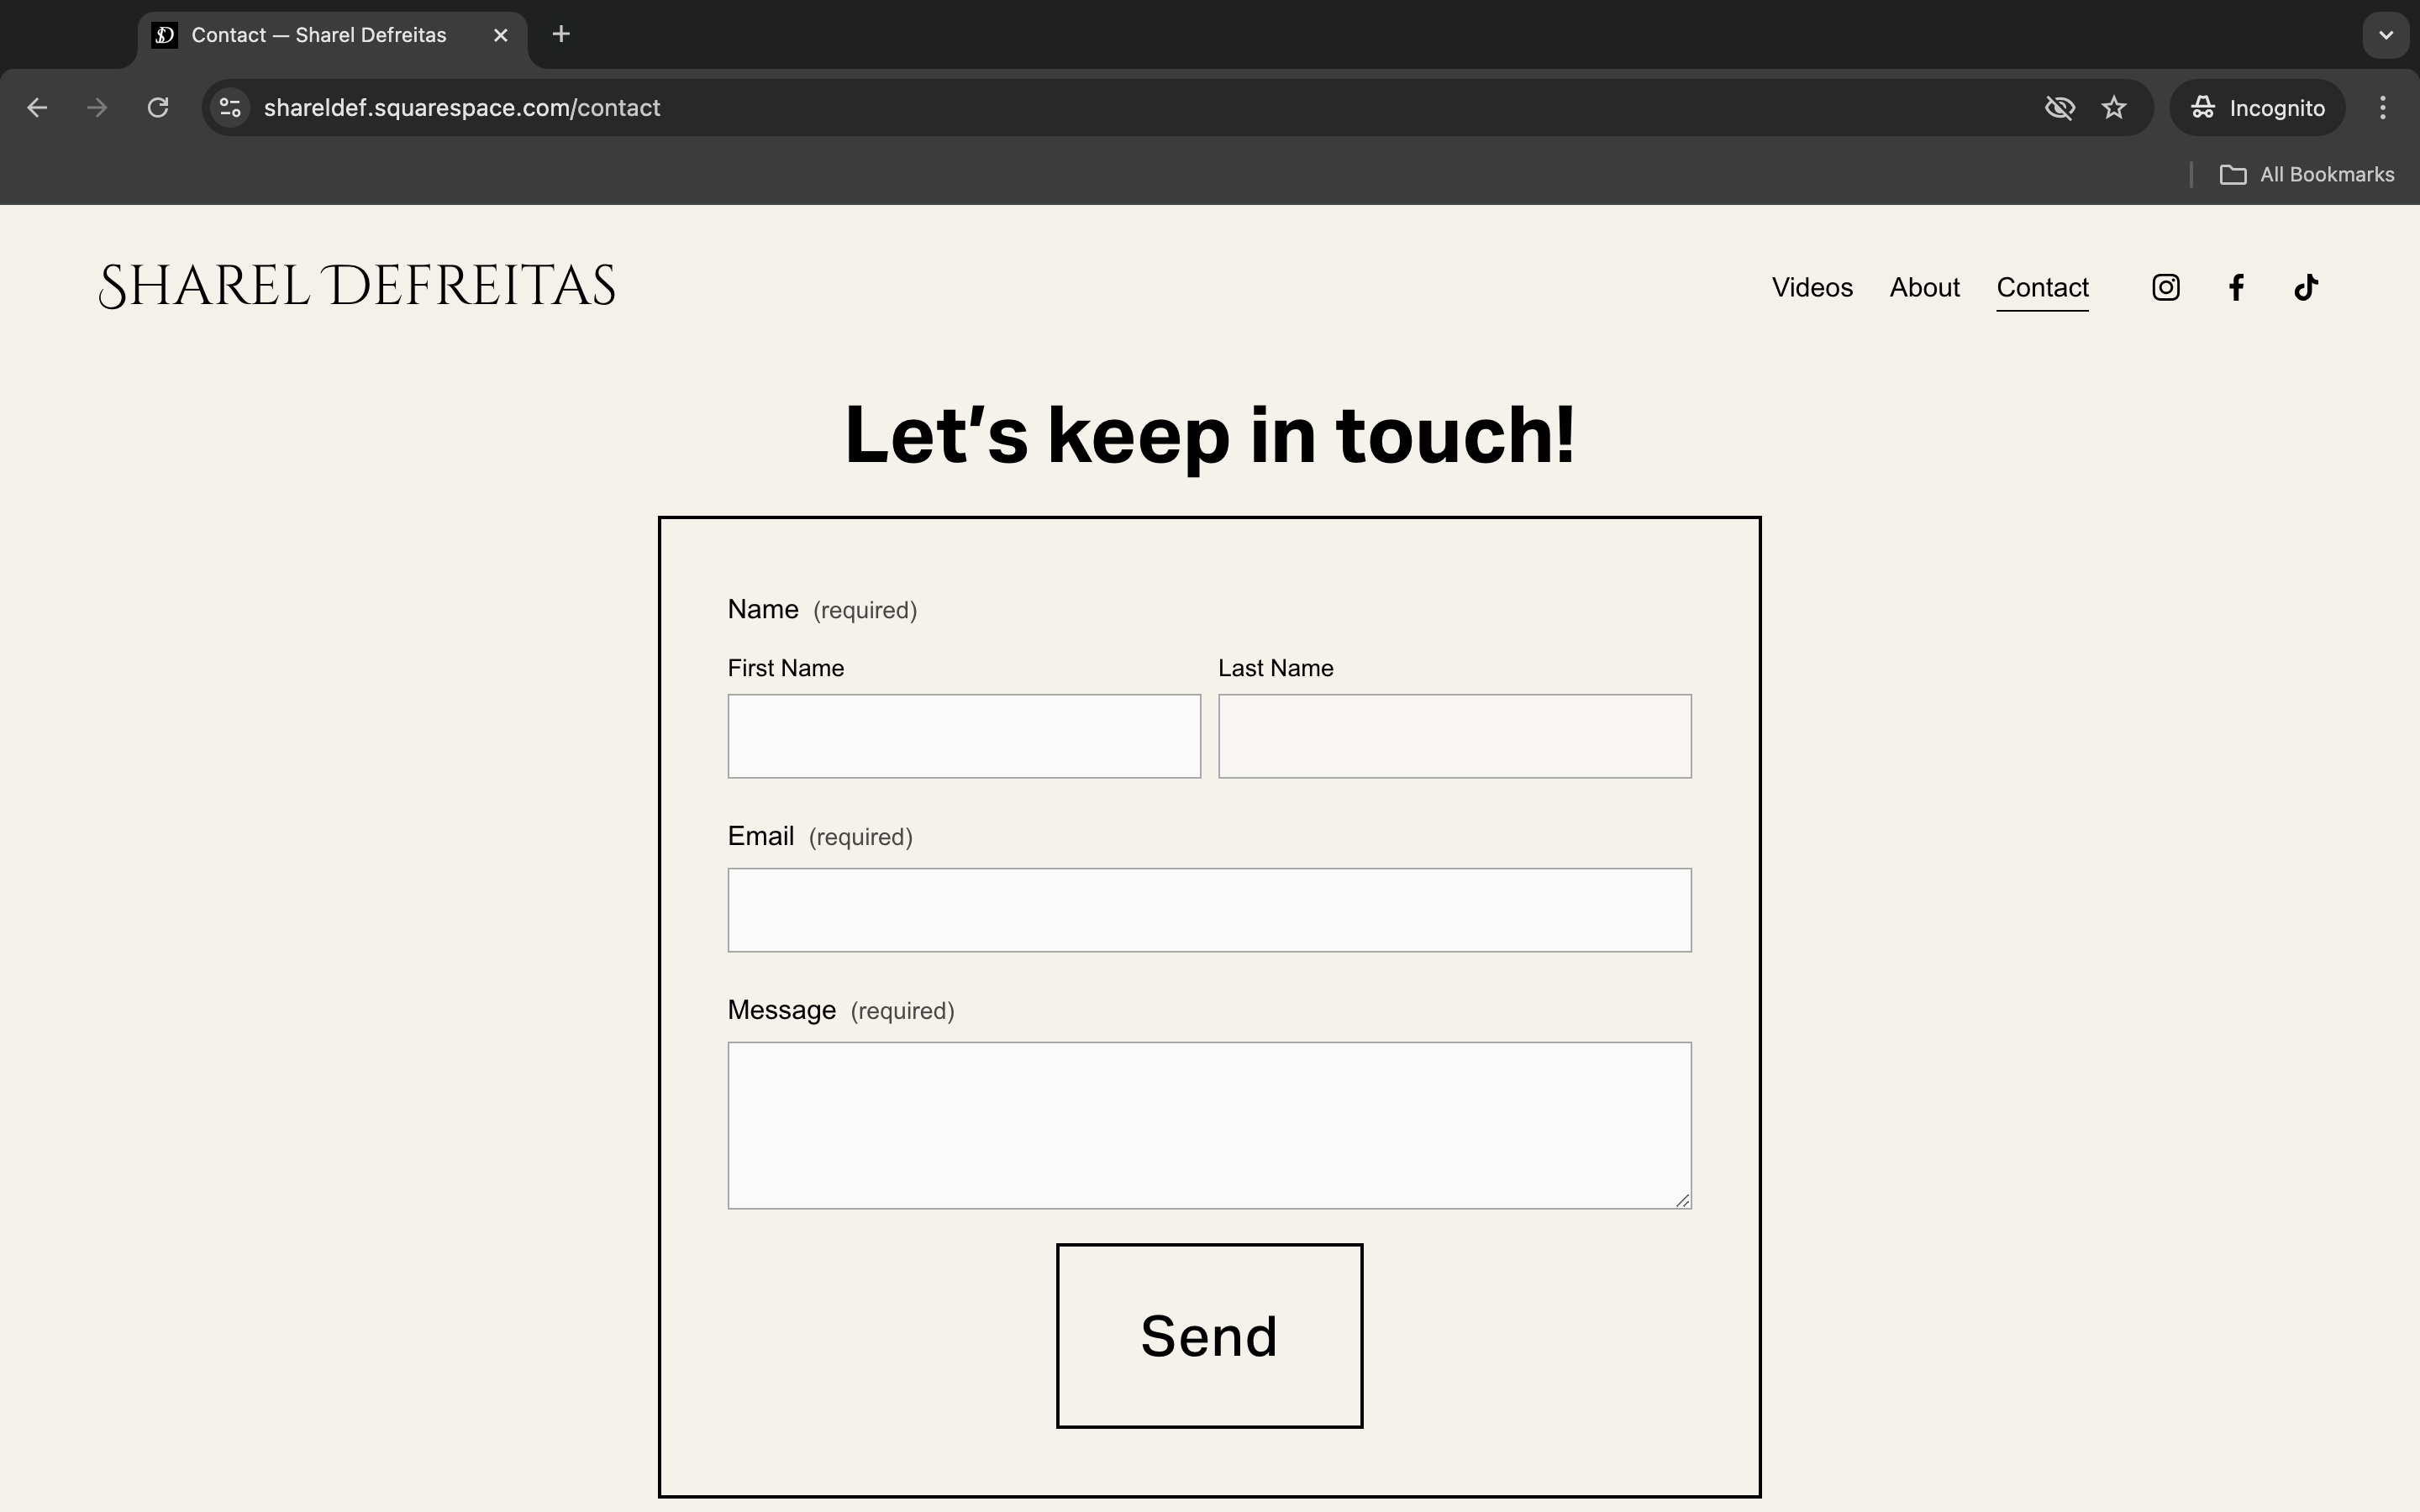 Contact — Sharel Defreitas
shareldef.squarespace.com/contact
Incognito
All Bookmarks
SHAREL DEFREITAS
Videos About Contact
Let's keep in touch!
Name (required)
First Name Last Name
Email (required)
Message (required)
Send